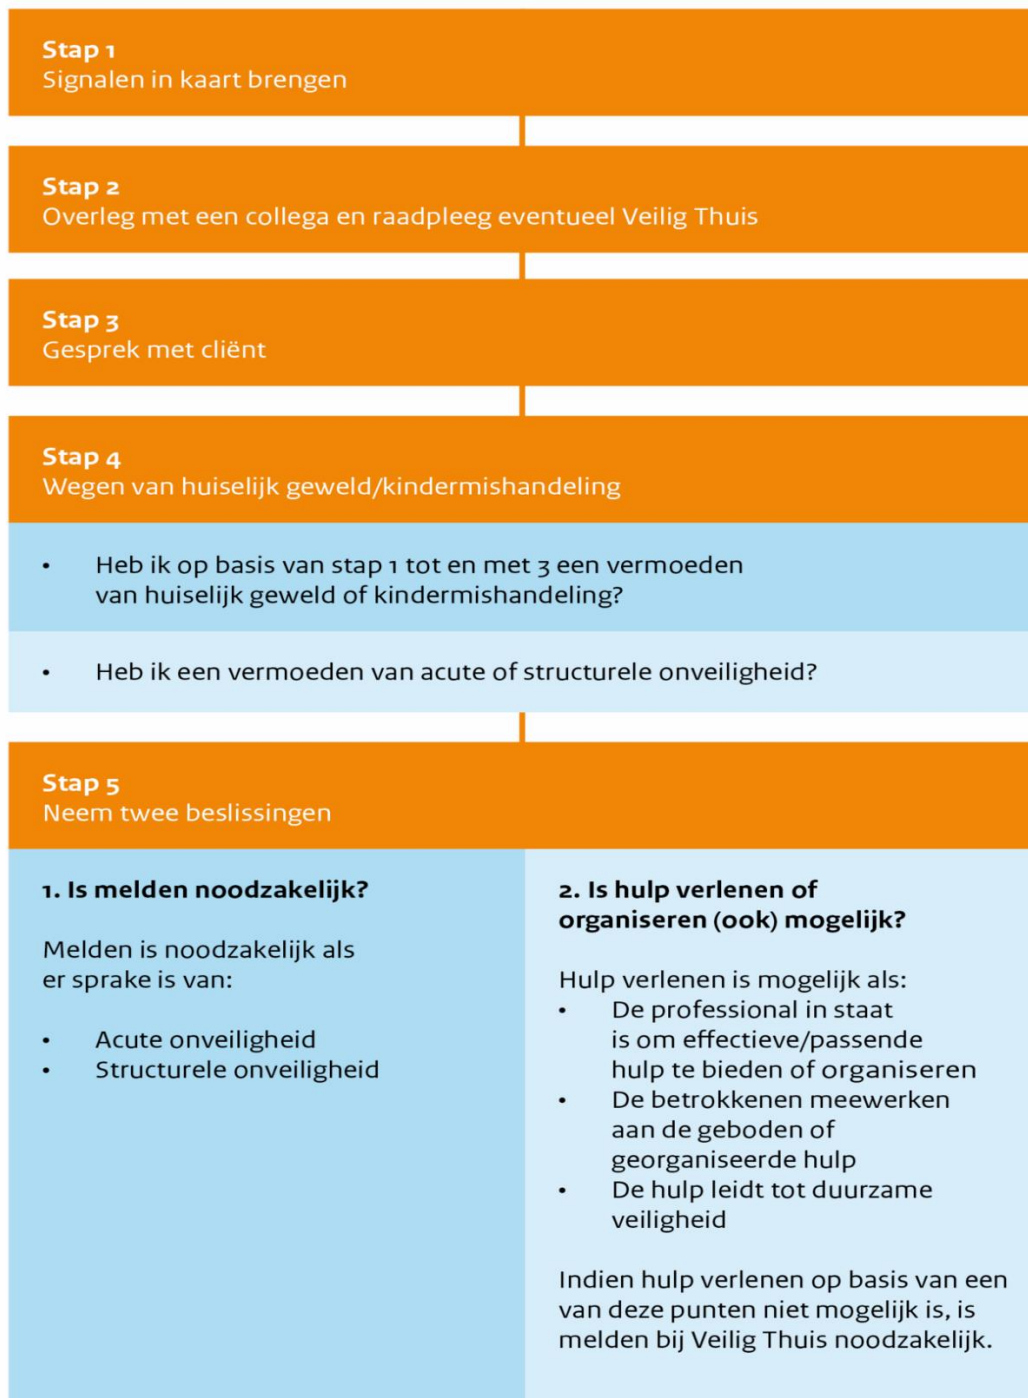 Stap 1
Signalen in kaart brengen
Stap 2
Overleg met een collega en raadpleeg eventueel Veilig Thuis
Stap 3
Gesprek met cliënt
Stap 4
Wegen van huiselijk geweld/kindermishandeling
• Heb ik op basis van stap 1 tot en met 3 een vermoeden
van huiselijk geweld of kindermishandeling?
• Heb ik een vermoeden van acute of structurele onveiligheid?
Stap 5
Neem twee beslissingen
1. Is melden noodzakelijk?
Melden is noodzakelijk als
er sprake is van:
• Acute onveiligheid
• Structurele onveiligheid
2. Is hulp verlenen of
organiseren (ook) mogelijk?
Hulp verlenen is mogelijk als:
• De professional in staat
is om effectieve/passende
hulp te bieden of organiseren
• De betrokkenen meewerken
aan de geboden of
georganiseerde hulp
• De hulp leidt tot duurzame
veiligheid
Indien hulp verlenen op basis van een
van deze punten niet mogelijk is, is
melden bij Veilig Thuis noodzakelijk.